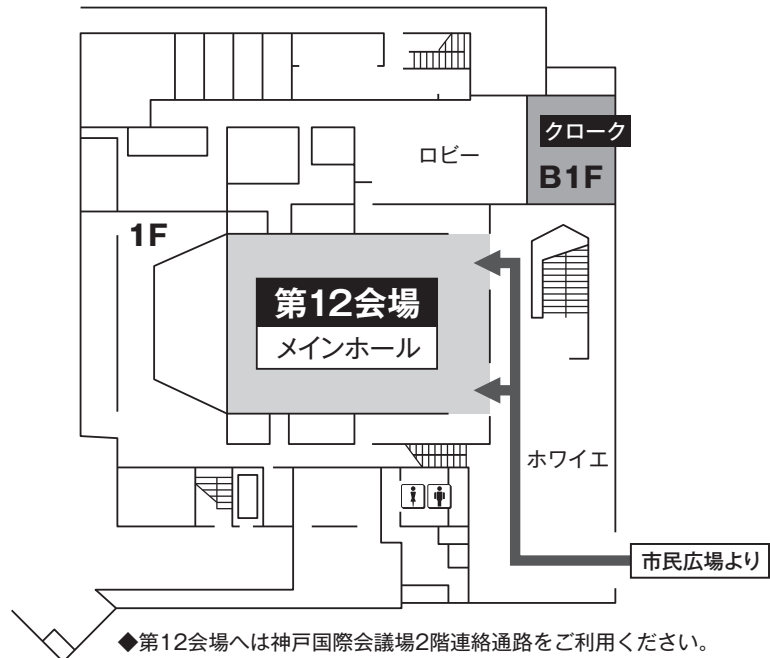 クローク
ロビー
B1F
1F
第12会場
メインホール
ホワイエ
市民広場より
◆第12会場へは神戸国際会議場2階連絡通路をご利用ください。